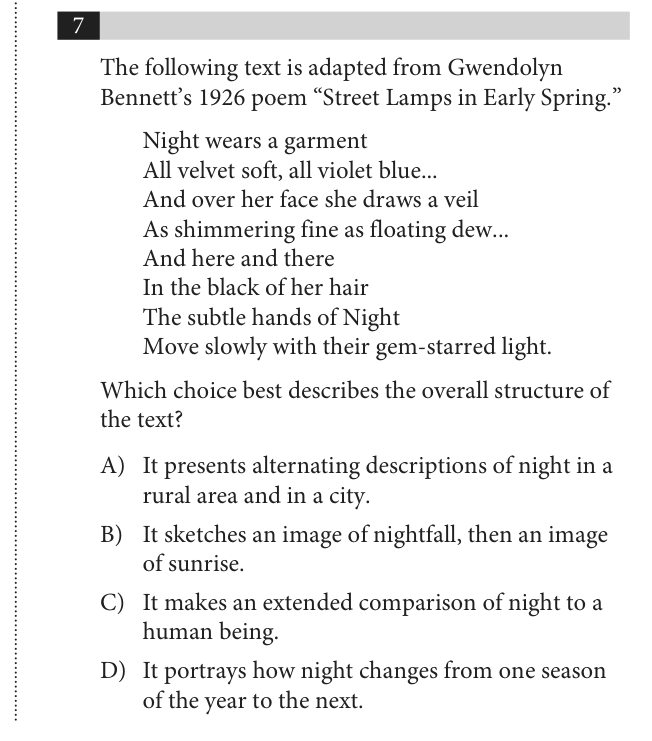 7
The following text is adapted from Gwendolyn
Bennett’s 1926 poem “Street Lamps in Early Spring.”
Night wears a garment
All velvet soft, all violet blue...
And over her face she draws a veil
As shimmering fine as floating dew...
And here and there
In the black of her hair
The subtle hands of Night
Move slowly with their gem-starred light.
Which choice best describes the overall structure of
the text?
A) It presents alternating descriptions of night in a
rural area and in a city.
B) It sketches an image of nightfall, then an image
of sunrise.
C) It makes an extended comparison of night to a
human being.
D) It portrays how night changes from one season
of the year to the next.